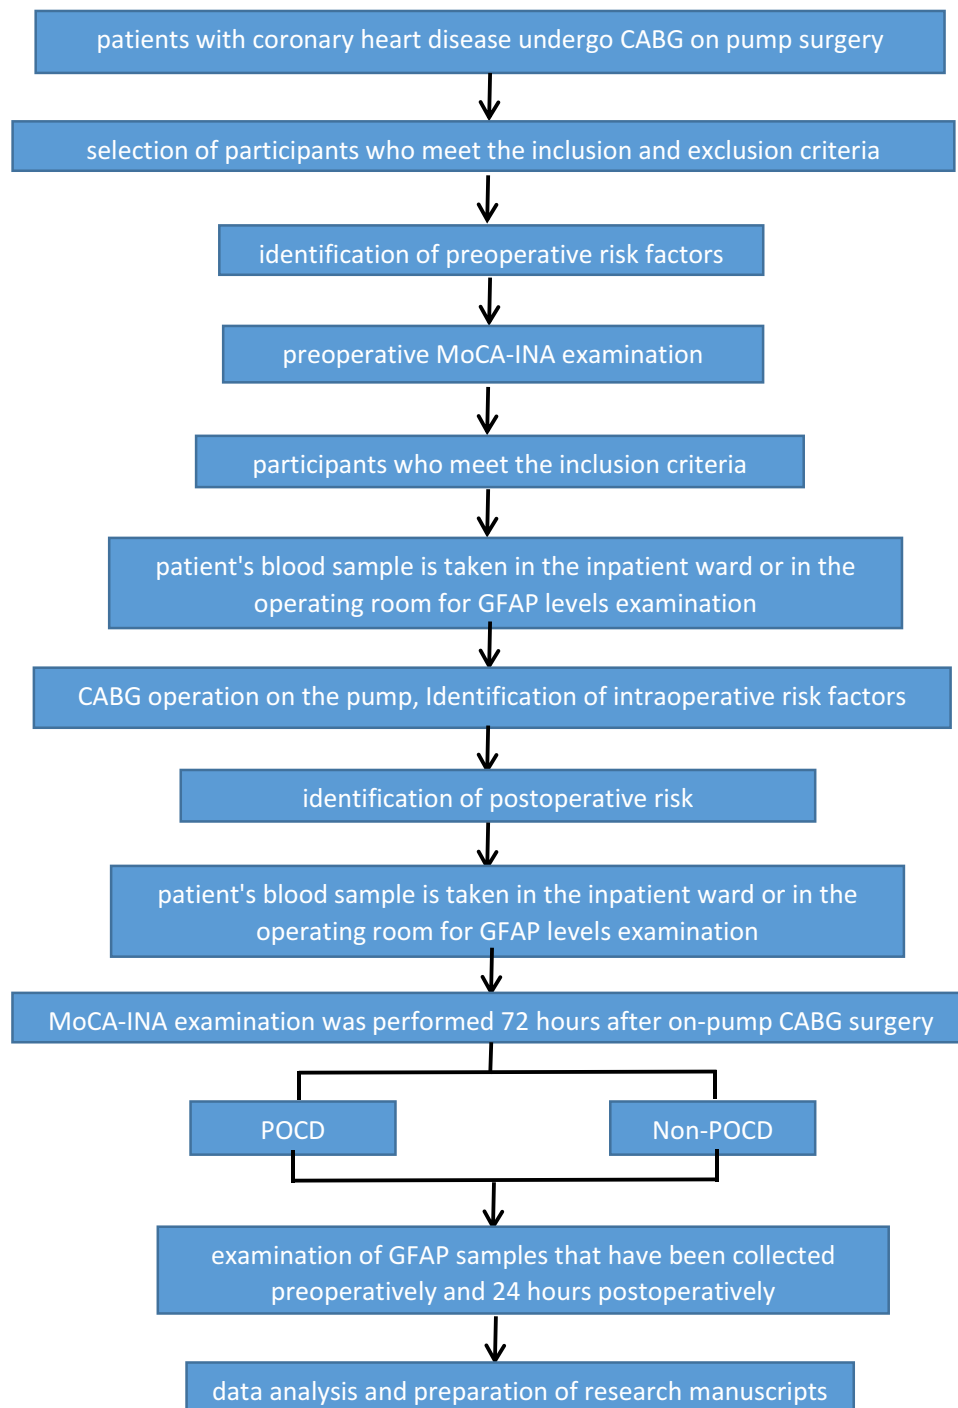 patients with coronary heart disease undergo CABG on pump surgery
selection of participants who meet the inclusion and exclusion criteria
identification of preoperative risk factors
preoperative MoCA-INA examination
participants who meet the inclusion criteria
patient's blood sample is taken in the inpatient ward or in the
operating room for GFAP levels examination
CABG operation on the pump, Identification of intraoperative risk factors
identification of postoperative risk
patient's blood sample is taken in the inpatient ward or in the
operating room for GFAP levels examination
MoCA-INA examination was performed 72 hours after on-pump CABG surgery
POCD
Non-POCD
examination of GFAP samples that have been collected
preoperatively and 24 hours postoperatively
data analysis and preparation of research manuscripts